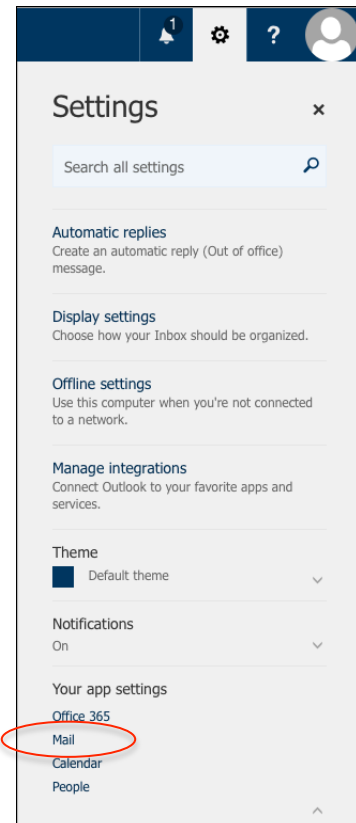 1
?
Settings
×
Search all settings
Automatic replies
Create an automatic reply (Out of office)
message.
Display settings
Choose how your Inbox should be organized.
Offline settings
Use this computer when you're not connected
to a network.
Manage integrations
Connect Outlook to your favorite apps and
services.
Theme
Default theme
Notifications
On
Your app settings
Office 365
Mail
Calendar
People